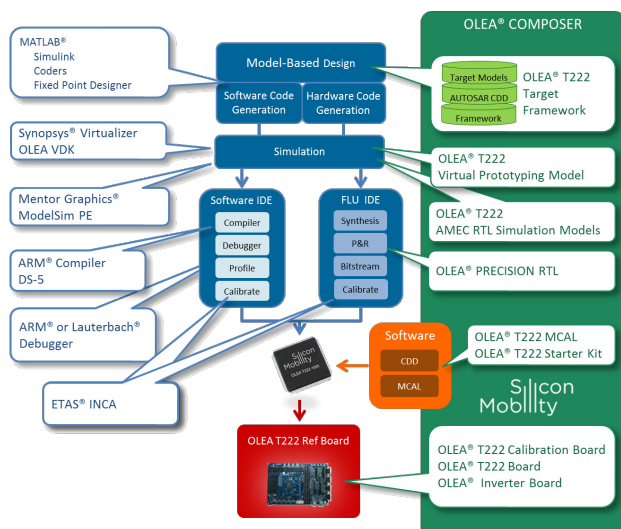 OLEA® COMPOSER
MATLAB®
Simulink
Coders
Fixed Point Designer
Model-Based Design
Software Code
Generation
Hardware Code
Generation
Target Models
AUTOSAR CDD
Framework
OLEA® T222
Target
Framework
Synopsys® Virtualizer
OLEA VDK
Simulation
OLEA® T222
Virtual Prototyping Model
Mentor Graphics®
ModelSim PE
Software IDE
Compiler
Debugger
Profile
Calibrate
FLU IDE
Synthesis
P&R
Bitstream
Calibrate
OLEA® T222
AMEC RTL Simulation Models
ARM® Compiler
DS-5
OLEA® PRECISION RTL
ARM® or Lauterbach®
Debugger
Silicon
Mobility
Software
CDD
MCAL
OLEA® T222 MCAL
OLEA® T222 Starter Kit
ETAS® INCA
Silicon
Mobility
OLEA T222 Ref Board
OLEA® T222 Calibration Board
OLEA® T222 Board
OLEA® Inverter Board